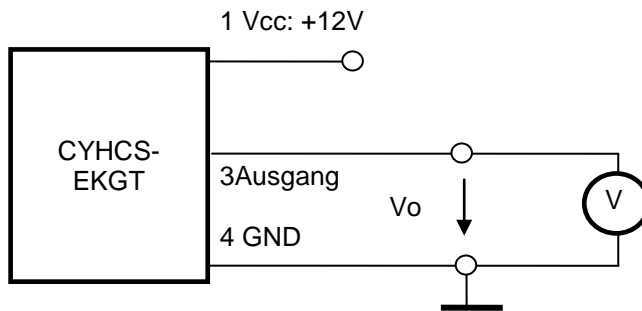 1 Vcc: +12V
CYHCS-
EKGT
3Ausgang
Vo
V
4 GND